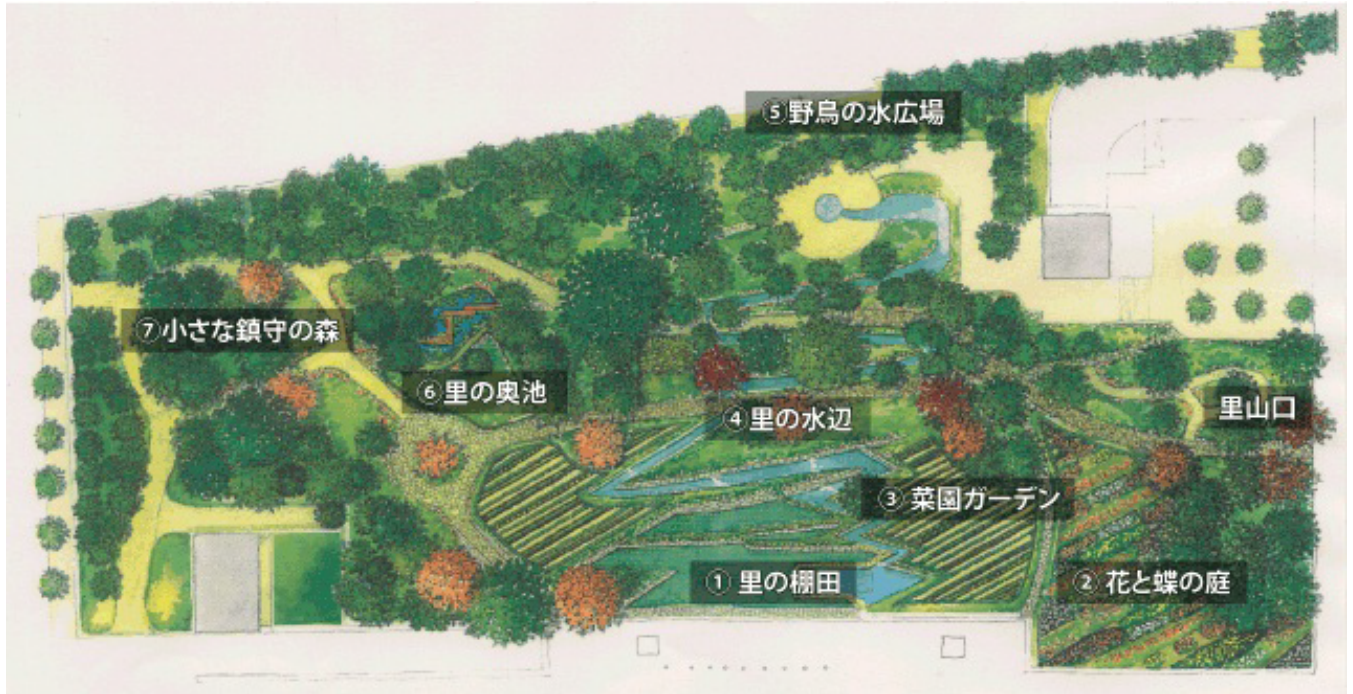 ⑤野鳥の水広場
⑦小さな鎮守の森
⑥里の奥池
里山口
④里の水辺
③菜園ガーデン
①里の棚田
②花と蝶の庭